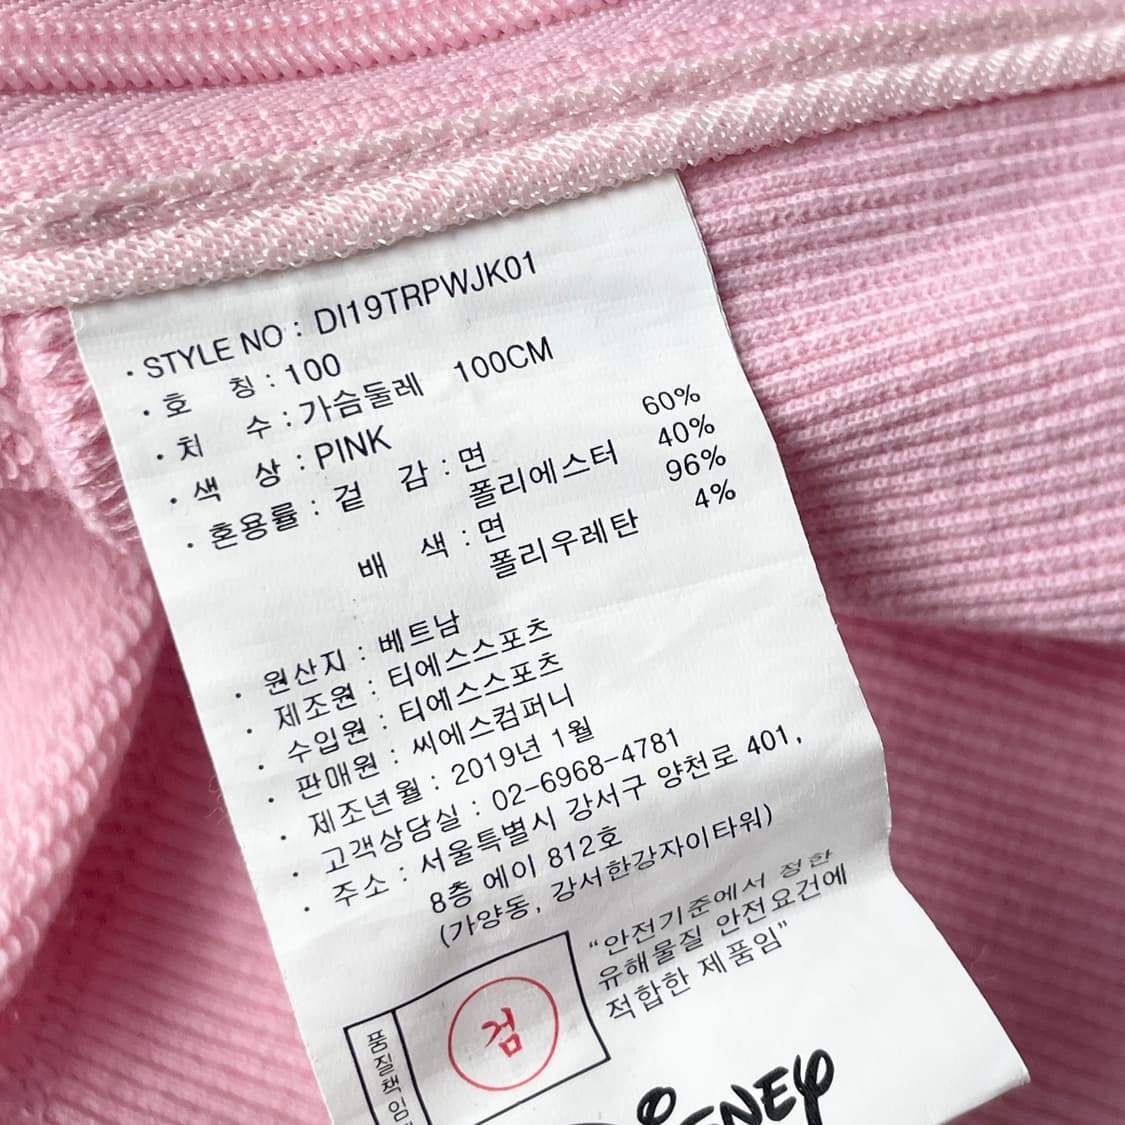 · STYLE NO : DI19TRPWJK01
· 호 칭 : 100
· 치 수 : 가슴둘레 100CM
· 색 상 : PINK
· 혼용률 : 겉 감 : 면 60%
폴리에스터 40%
배 색 : 면 96%
폴리우레탄 4%
· 원산지 : 베트남
· 제조원 : 티에스스포츠
· 수입원 : 티에스스포츠
· 판매원 : 씨에스컴퍼니
· 제조년월 : 2019년 1월
· 고객상담실 : 02-6968-4781
· 주소 : 서울특별시 강서구 양천로 401,
8층 에이 812호
(가양동, 강서한강자이타워)
“안전기준에서 정한
유해물질 안전요건에
적합한 제품임”
검
품질책임
DISNEY